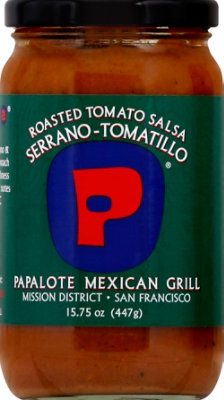 ROASTED TOMATO SALSA
SERRANO-TOMATILLO
P
®
PAPALOTE MEXICAN GRILL
MISSION DISTRICT • SAN FRANCISCO
15.75 oz (447g)